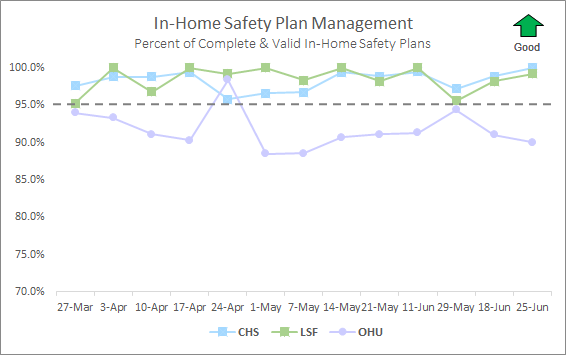 In-Home Safety Plan Management
Percent of Complete & Valid In-Home Safety Plans
Good
100.0%
95.0%
90.0%
85.0%
80.0%
75.0%
70.0%
27-Mar 3-Apr 10-Apr 17-Apr 24-Apr 1-May 7-May 14-May 21-May 11-Jun 29-May 18-Jun 25-Jun
CHS LSF OHU